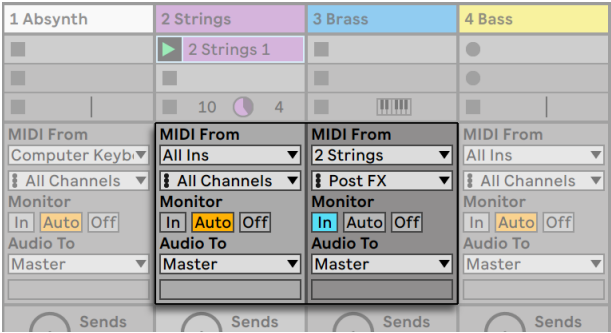 1 Absynth
2 Strings
3 Brass
4 Bass
2 Strings 1
10
4
MIDI From
MIDI From
MIDI From
MIDI From
Computer Keyb
All Ins
2 Strings
All Ins
All Channels
All Channels
Post FX
All Channels
Monitor
Monitor
Monitor
Monitor
In Auto Off
In Auto Off
In Auto Off
In Auto Off
Audio To
Audio To
Audio To
Audio To
Master
Master
Master
Master
Sends
Sends
Sends
Sends